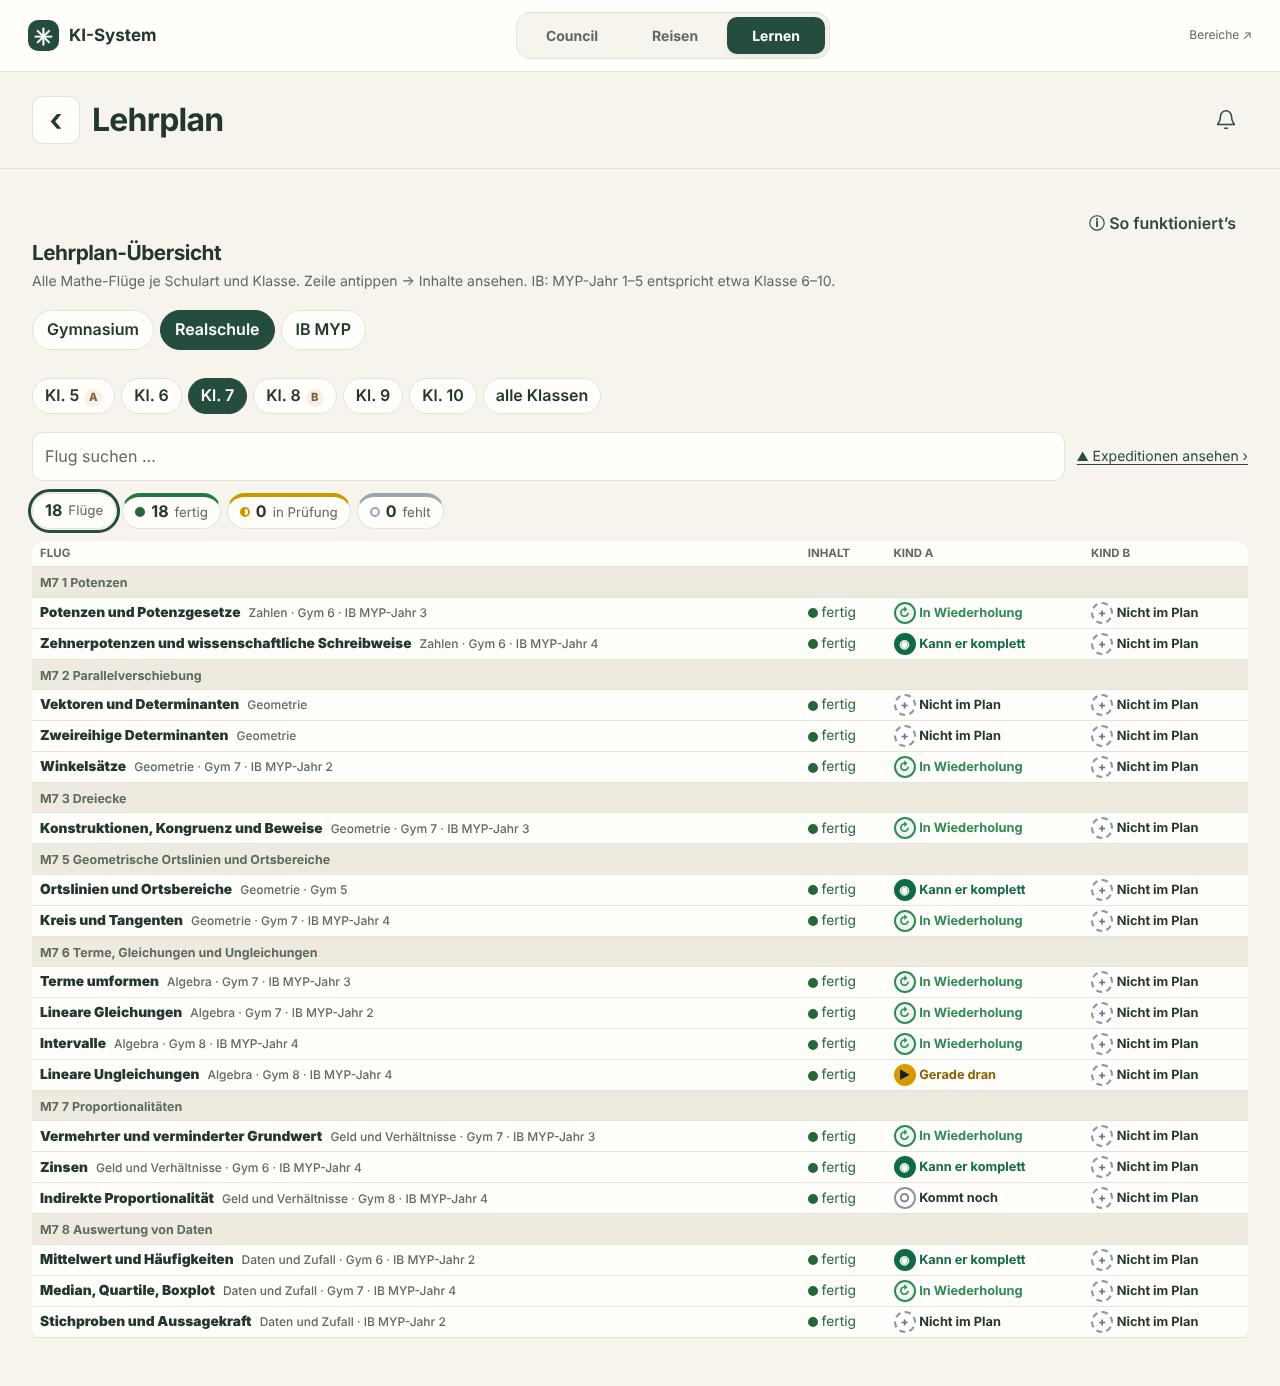 KI-System
Council Reisen Lernen
Bereiche ↗
‹ Lehrplan
ⓘ So funktioniert’s
Lehrplan-Übersicht
Alle Mathe-Flüge je Schulart und Klasse. Zeile antippen → Inhalte ansehen. IB: MYP-Jahr 1–5 entspricht etwa Klasse 6–10.
Gymnasium Realschule IB MYP
Kl. 5 A Kl. 6 Kl. 7 Kl. 8 B Kl. 9 Kl. 10 alle Klassen
Flug suchen …
▲ Expeditionen ansehen ›
18 Flüge 18 fertig 0 in Prüfung 0 fehlt
FLUG INHALT KIND A KIND B
M7 1 Potenzen
Potenzen und Potenzgesetze Zahlen · Gym 6 · IB MYP-Jahr 3 fertig In Wiederholung Nicht im Plan
Zehnerpotenzen und wissenschaftliche Schreibweise Zahlen · Gym 6 · IB MYP-Jahr 4 fertig Kann er komplett Nicht im Plan
M7 2 Parallelverschiebung
Vektoren und Determinanten Geometrie fertig Nicht im Plan Nicht im Plan
Zweireihige Determinanten Geometrie fertig Nicht im Plan Nicht im Plan
Winkelsätze Geometrie · Gym 7 · IB MYP-Jahr 2 fertig In Wiederholung Nicht im Plan
M7 3 Dreiecke
Konstruktionen, Kongruenz und Beweise Geometrie · Gym 7 · IB MYP-Jahr 3 fertig In Wiederholung Nicht im Plan
M7 5 Geometrische Ortslinien und Ortsbereiche
Ortslinien und Ortsbereiche Geometrie · Gym 5 fertig Kann er komplett Nicht im Plan
Kreis und Tangenten Geometrie · Gym 7 · IB MYP-Jahr 4 fertig In Wiederholung Nicht im Plan
M7 6 Terme, Gleichungen und Ungleichungen
Terme umformen Algebra · Gym 7 · IB MYP-Jahr 3 fertig In Wiederholung Nicht im Plan
Lineare Gleichungen Algebra · Gym 7 · IB MYP-Jahr 2 fertig In Wiederholung Nicht im Plan
Intervalle Algebra · Gym 8 · IB MYP-Jahr 4 fertig In Wiederholung Nicht im Plan
Lineare Ungleichungen Algebra · Gym 8 · IB MYP-Jahr 4 fertig Gerade dran Nicht im Plan
M7 7 Proportionalitäten
Vermehrter und verminderter Grundwert Geld und Verhältnisse · Gym 7 · IB MYP-Jahr 3 fertig In Wiederholung Nicht im Plan
Zinsen Geld und Verhältnisse · Gym 6 · IB MYP-Jahr 4 fertig Kann er komplett Nicht im Plan
Indirekte Proportionalität Geld und Verhältnisse · Gym 8 · IB MYP-Jahr 4 fertig Kommt noch Nicht im Plan
M7 8 Auswertung von Daten
Mittelwert und Häufigkeiten Daten und Zufall · Gym 6 · IB MYP-Jahr 2 fertig Kann er komplett Nicht im Plan
Median, Quartile, Boxplot Daten und Zufall · Gym 7 · IB MYP-Jahr 4 fertig In Wiederholung Nicht im Plan
Stichproben und Aussagekraft Daten und Zufall · IB MYP-Jahr 2 fertig Nicht im Plan Nicht im Plan